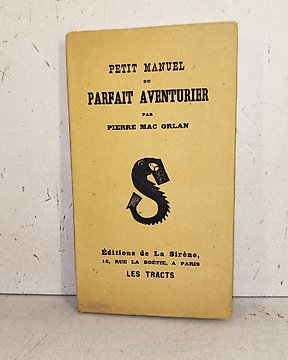 PETIT MANUEL
DU
PARFAIT AVENTURIER
PAR
PIERRE MAC ORLAN
Éditions de La Sirène,
12, RUE LA BOÉTIE, A PARIS
LES TRACTS